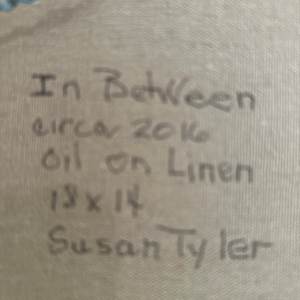 In Between
circa 2016
Oil on Linen
18 x 14
Susan Tyler